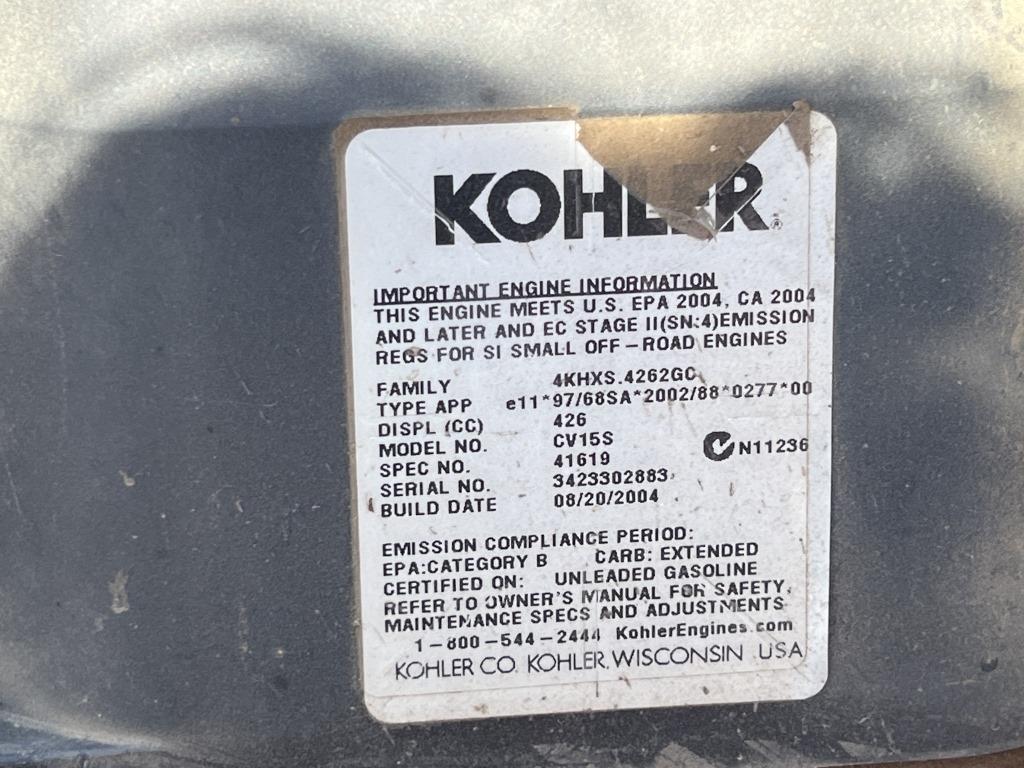 KOHLER®
IMPORTANT ENGINE INFORMATION
THIS ENGINE MEETS U.S. EPA 2004, CA 2004
AND LATER AND EC STAGE II(SN:4)EMISSION
REGS FOR SI SMALL OFF-ROAD ENGINES
FAMILY 4KHXS.4262GC
TYPE APP e11*97/68SA*2002/88*0277*00
DISPL (CC) 426
MODEL NO. CV15S
SPEC NO. 41619 N11236
SERIAL NO. 3423302883
BUILD DATE 08/20/2004
EMISSION COMPLIANCE PERIOD:
EPA:CATEGORY B CARB: EXTENDED
CERTIFIED ON: UNLEADED GASOLINE
REFER TO OWNER'S MANUAL FOR SAFETY,
MAINTENANCE SPECS AND ADJUSTMENTS
1-800-544-2444 KohlerEngines.com
KOHLER CO. KOHLER, WISCONSIN USA